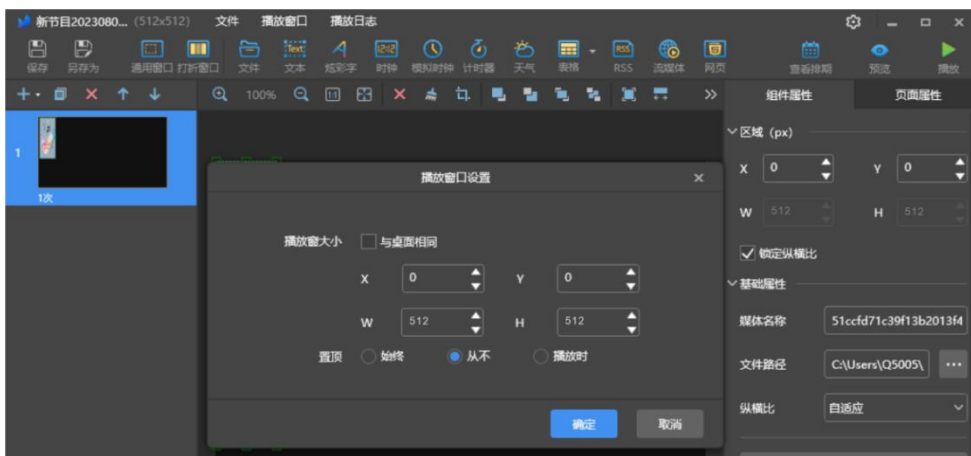 新节目2023080... (512x512) 文件 播放窗口 播放日志
保存 另存为 通用窗口 打折窗口 文件 文本 炫彩字 时钟 模拟时钟 计时器 天气 表格 RSS 流媒体 网页 查看排期 预览 播放
100% 1:1 组件属性 页面属性
区域 (px)
1
X 0 Y 0
1次
W 512 H 512
锁定纵横比
基础属性
媒体名称 51ccfd71c39f13b2013f4
文件路径 C:\Users\Q5005\ ...
纵横比 自适应
播放窗口设置
播放窗大小 与桌面相同
X 0 Y 0
W 512 H 512
置顶 始终 从不 播放时
确定 取消